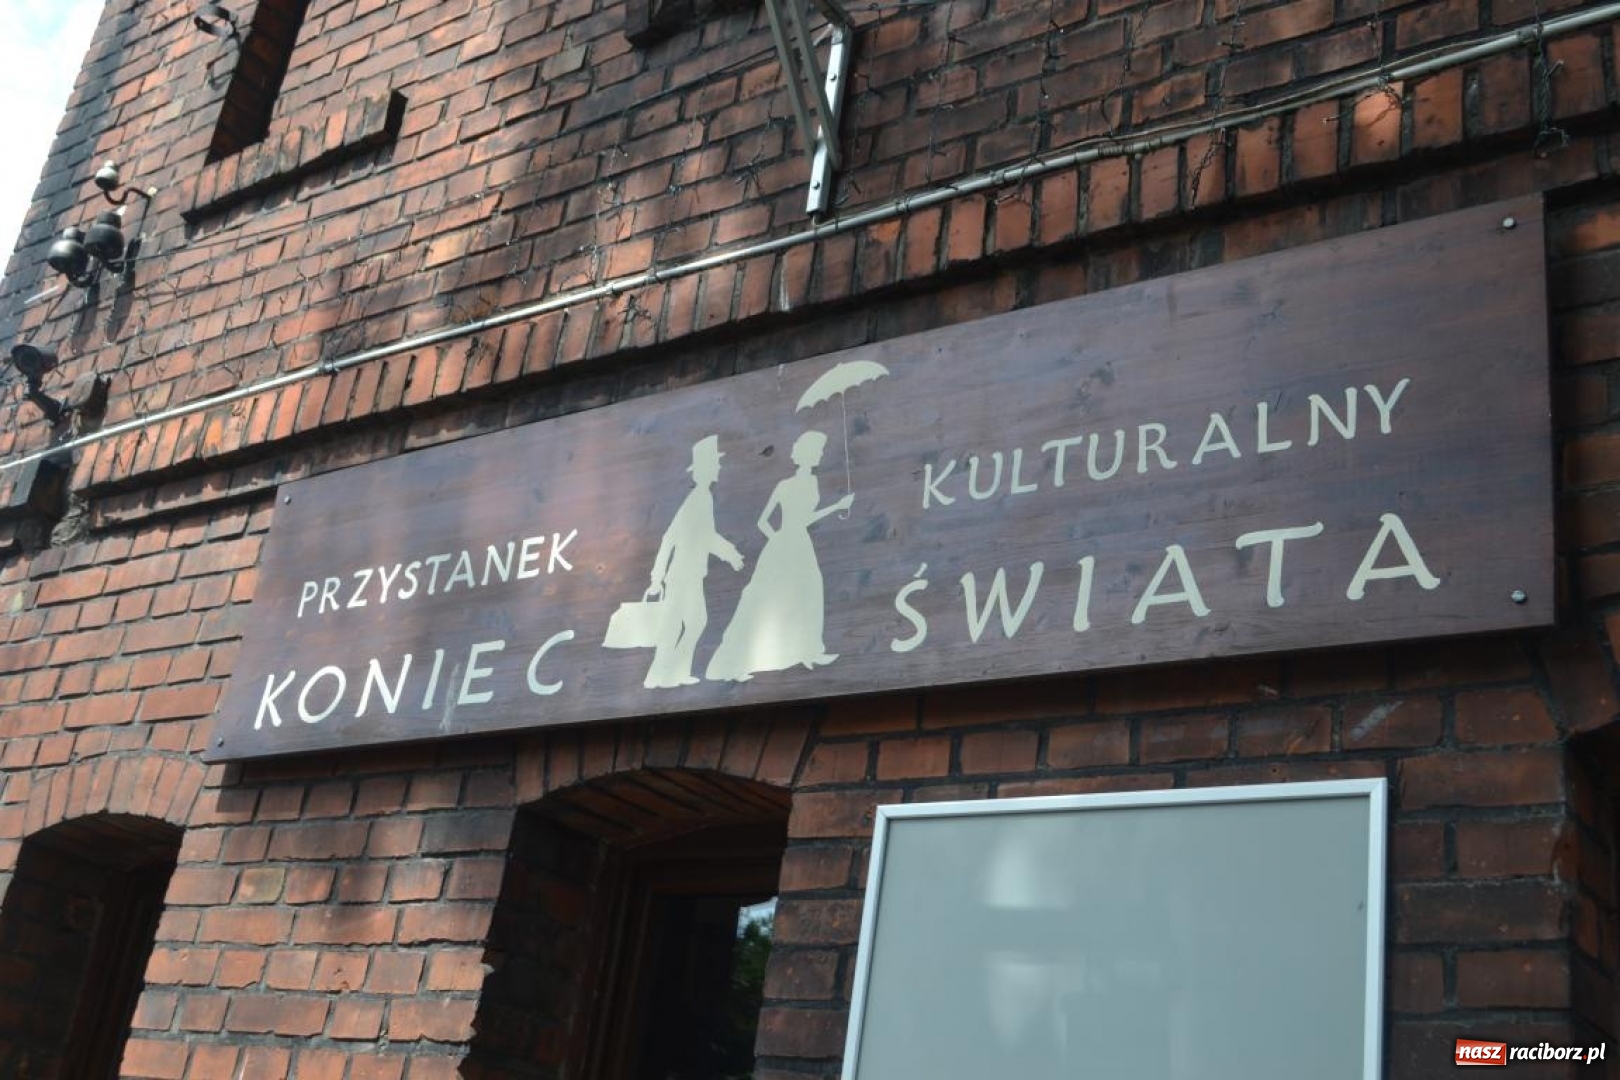 PRZYSTANEK KULTURALNY
KONIEC ŚWIATA
nasz raciborz.pl